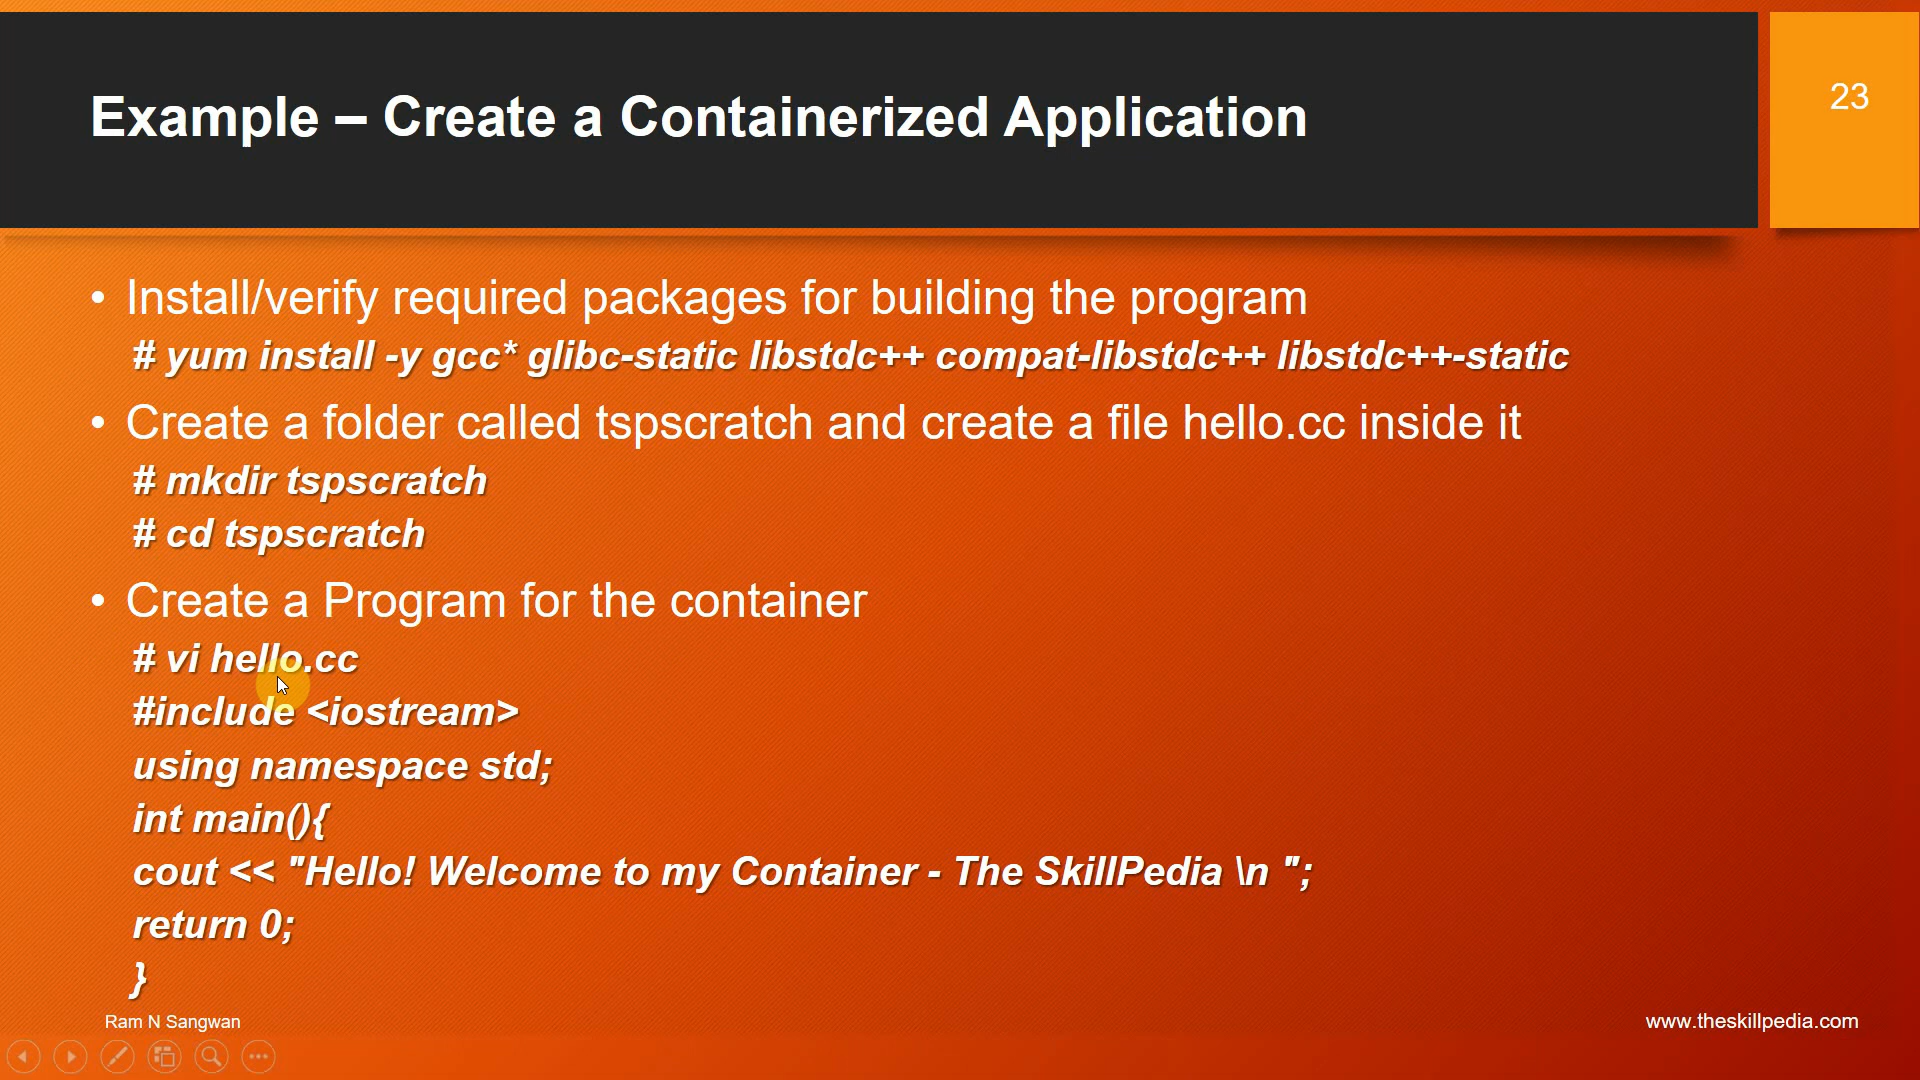 Example – Create a Containerized Application
23
• Install/verify required packages for building the program
# yum install -y gcc* glibc-static libstdc++ compat-libstdc++ libstdc++-static
• Create a folder called tspscratch and create a file hello.cc inside it
# mkdir tspscratch
# cd tspscratch
• Create a Program for the container
# vi hello.cc
#include <iostream>
using namespace std;
int main(){
cout << "Hello! Welcome to my Container - The SkillPedia \n ";
return 0;
}
Ram N Sangwan
www.theskillpedia.com